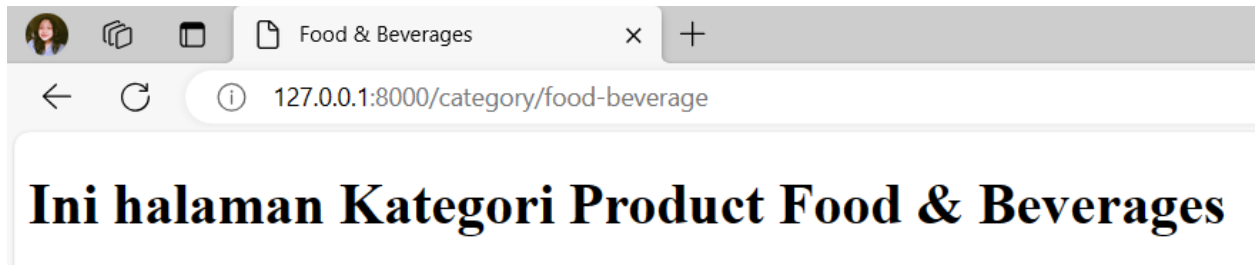 Food & Beverages
127.0.0.1:8000/category/food-beverage
Ini halaman Kategori Product Food & Beverages